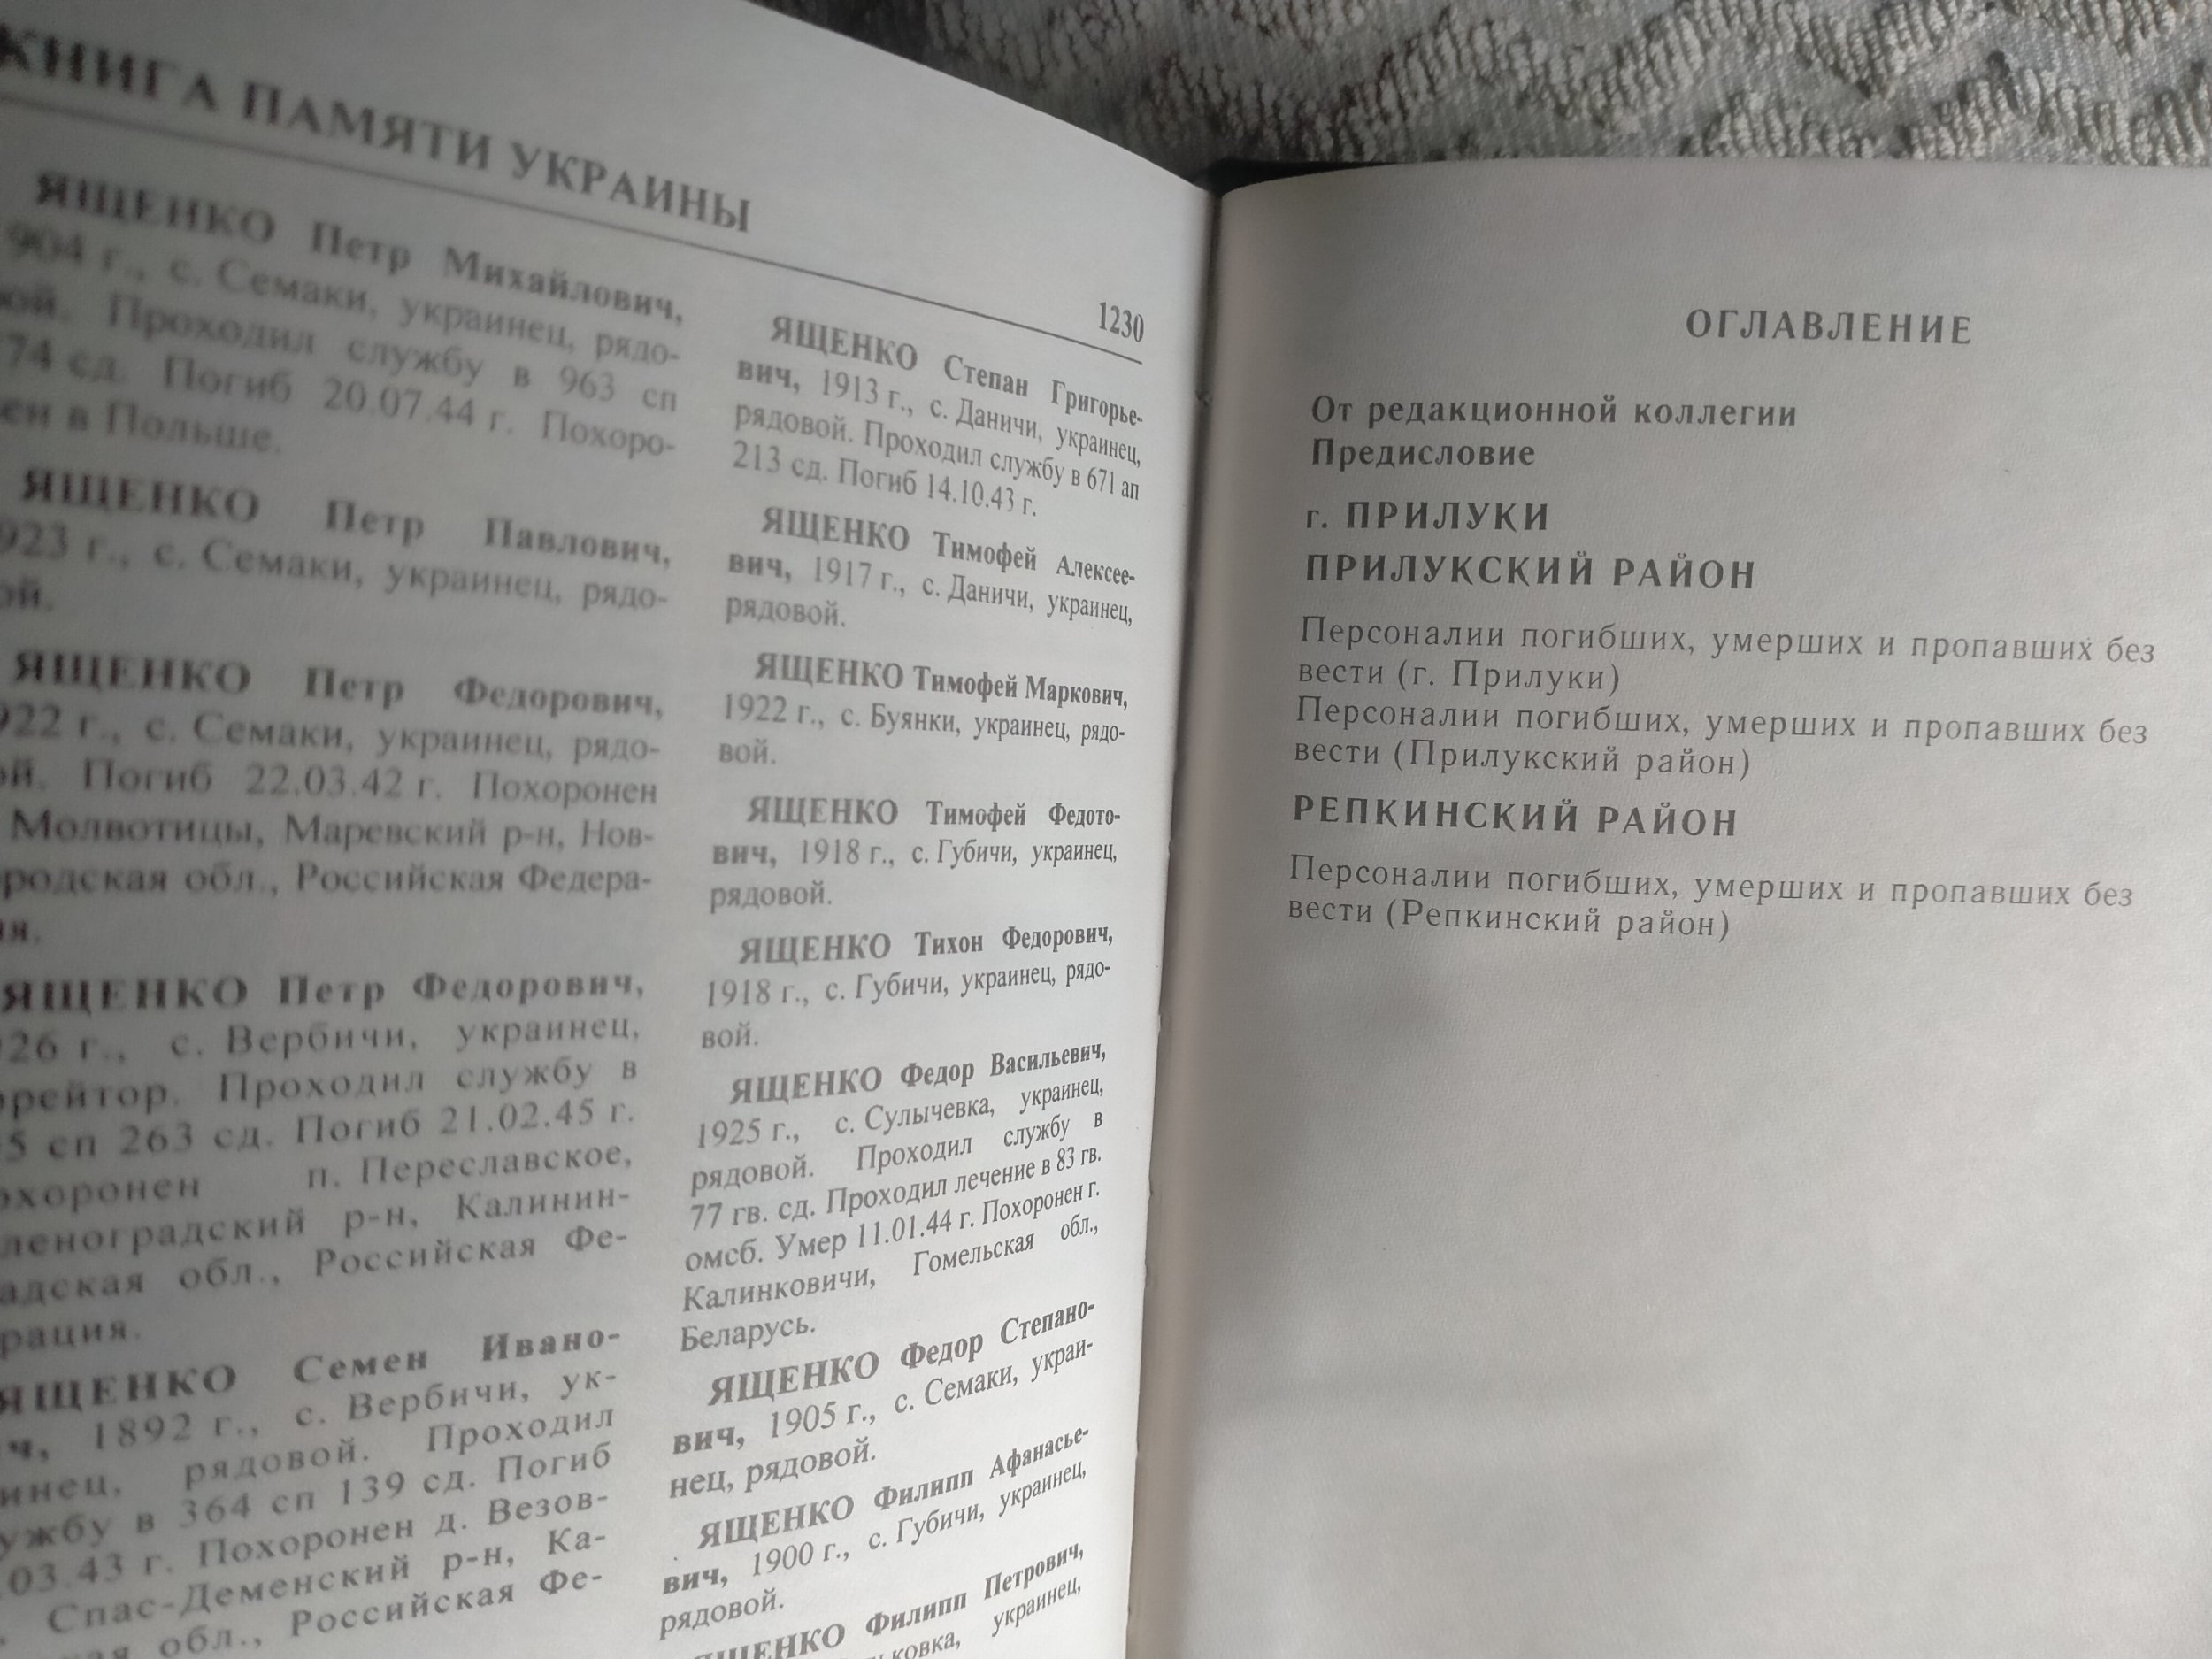 КНИГА ПАМЯТИ УКРАИНЫ
ЯЩЕНКО Петр Михайлович,
904 г., с. Семаки, украинец, рядо-
вой. Проходил службу в 963 сп
74 сд. Погиб 20.07.44 г. Похоро-
ен в Польше.
ЯЩЕНКО Петр Павлович,
923 г., с. Семаки, украинец, рядо-
ой.
ЯЩЕНКО Петр Федорович,
922 г., с. Семаки, украинец, рядо-
ой. Погиб 22.03.42 г. Похоронен
Молвотицы, Маревский р-н, Нов-
ородская обл., Российская Федера-
ия.
ЯЩЕНКО Петр Федорович,
26 г., с. Вербичи, украинец,
рейтор. Проходил службу в
5 сп 263 сд. Погиб 21.02.45 г.
охоронен п. Переславское,
леноградский р-н, Калинин-
адская обл., Российская Фе-
рация.
ЯЩЕНКО Семен Ивано-
ч, 1892 г., с. Вербичи, ук-
инец, рядовой. Проходил
ужбу в 364 сп 139 сд. Погиб
.03.43 г. Похоронен д. Везов-
Спас-Деменский р-н, Ка-
ая обл., Российская Фе-
1230
ЯЩЕНКО Степан Григорье-
вич, 1913 г., с. Даничи, украинец,
рядовой. Проходил службу в 671 ап
213 сд. Погиб 14.10.43 г.
ЯЩЕНКО Тимофей Алексее-
вич, 1917 г., с. Даничи, украинец,
рядовой.
ЯЩЕНКО Тимофей Маркович,
1922 г., с. Буянки, украинец, рядо-
вой.
ЯЩЕНКО Тимофей Федото-
вич, 1918 г., с. Губичи, украинец,
рядовой.
ЯЩЕНКО Тихон Федорович,
1918 г., с. Губичи, украинец, рядо-
вой.
ЯЩЕНКО Федор Васильевич,
1925 г., с. Сулычевка, украинец,
рядовой. Проходил службу в
77 гв. сд. Проходил лечение в 83 гв.
омсб. Умер 11.01.44 г. Похоронен г.
Калинковичи, Гомельская обл.,
Беларусь.
ЯЩЕНКО Федор Степано-
вич, 1905 г., с. Семаки, украи-
нец, рядовой.
ЯЩЕНКО Филипп Афанасье-
вич, 1900 г., с. Губичи, украинец,
рядовой.
ЯЩЕНКО Филипп Петрович,
ковка, украинец,
ОГЛАВЛЕНИЕ
От редакционной коллегии
Предисловие
г. ПРИЛУКИ
ПРИЛУКСКИЙ РАЙОН
Персоналии погибших, умерших и пропавших без
вести (г. Прилуки)
Персоналии погибших, умерших и пропавших без
вести (Прилукский район)
РЕПКИНСКИЙ РАЙОН
Персоналии погибших, умерших и пропавших без
вести (Репкинский район)